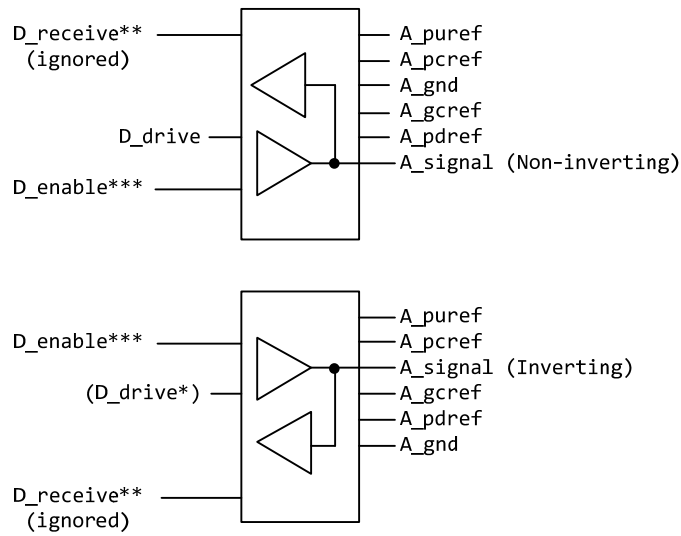 D_receive**
(ignored)
D_drive
D_enable***
A_puref
A_pcref
A_gnd
A_gcref
A_pdref
A_signal (Non-inverting)
D_enable***
(D_drive*)
D_receive**
(ignored)
A_puref
A_pcref
A_signal (Inverting)
A_gcref
A_pdref
A_gnd